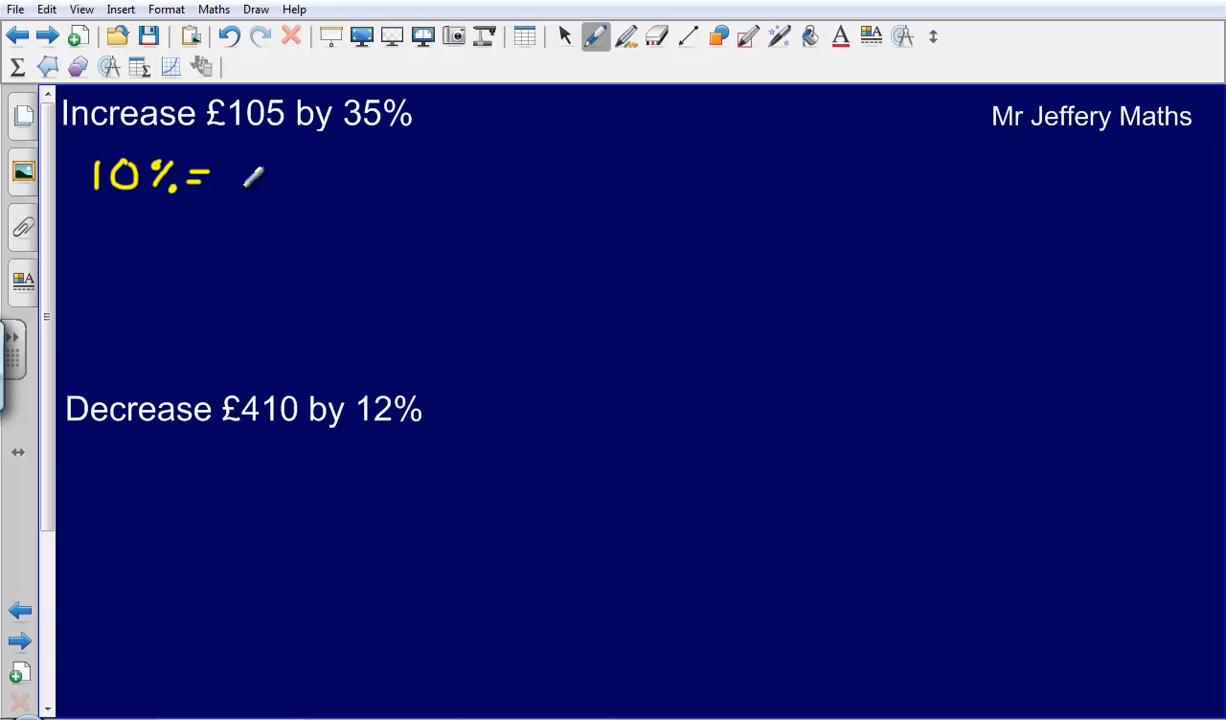 File Edit View Insert Format Maths Draw Help
Increase £105 by 35%
Mr Jeffery Maths
10%=
Decrease £410 by 12%